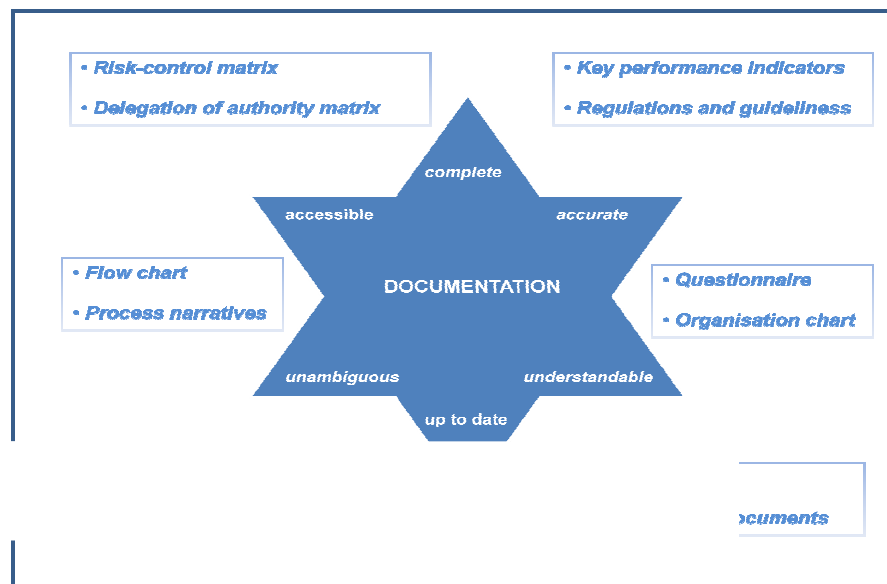 • Risk-control matrix
• Delegation of authority matrix
• Key performance indicators
• Regulations and guideliness
complete
accessible
accurate
• Flow chart
• Process narratives
DOCUMENTATION
• Questionnaire
• Organisation chart
unambiguous
understandable
up to date